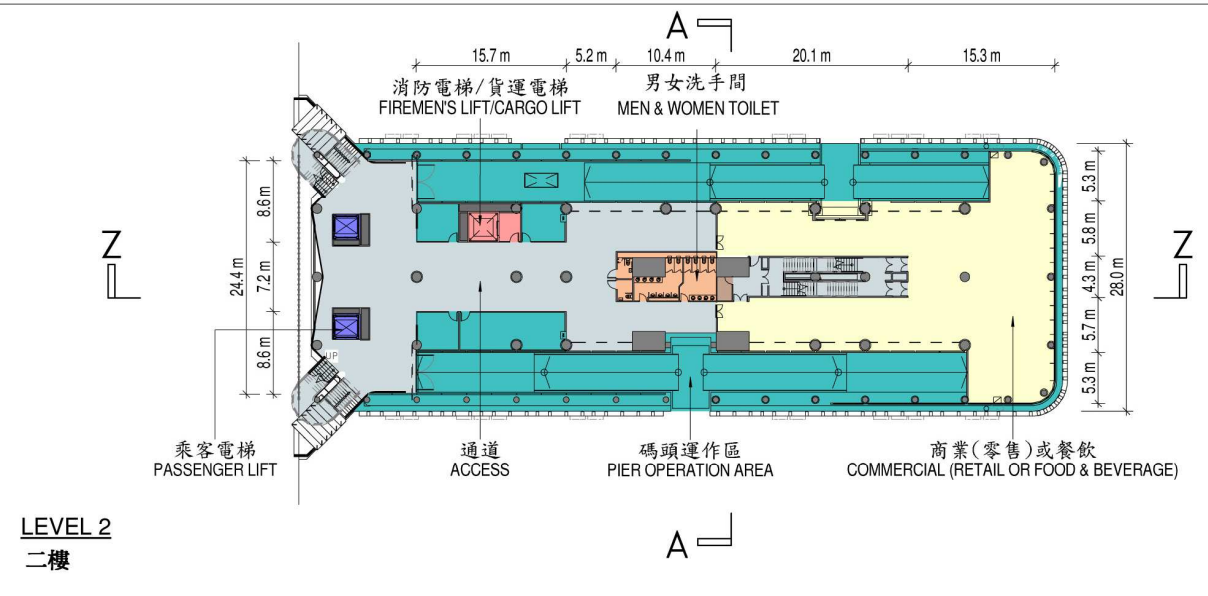 A
15.7 m
5.2 m
10.4 m
20.1 m
15.3 m
消防電梯/貨運電梯
FIREMEN'S LIFT/CARGO LIFT
男女洗手間
MEN & WOMEN TOILET
8.6 m
7.2 m
8.6 m
24.4 m
5.3 m
5.8 m
4.3 m
5.7 m
5.3 m
28.0 m
Z
Z
UP
乘客電梯
PASSENGER LIFT
通道
ACCESS
碼頭運作區
PIER OPERATION AREA
商業(零售)或餐飲
COMMERCIAL (RETAIL OR FOOD & BEVERAGE)
LEVEL 2
二樓
A